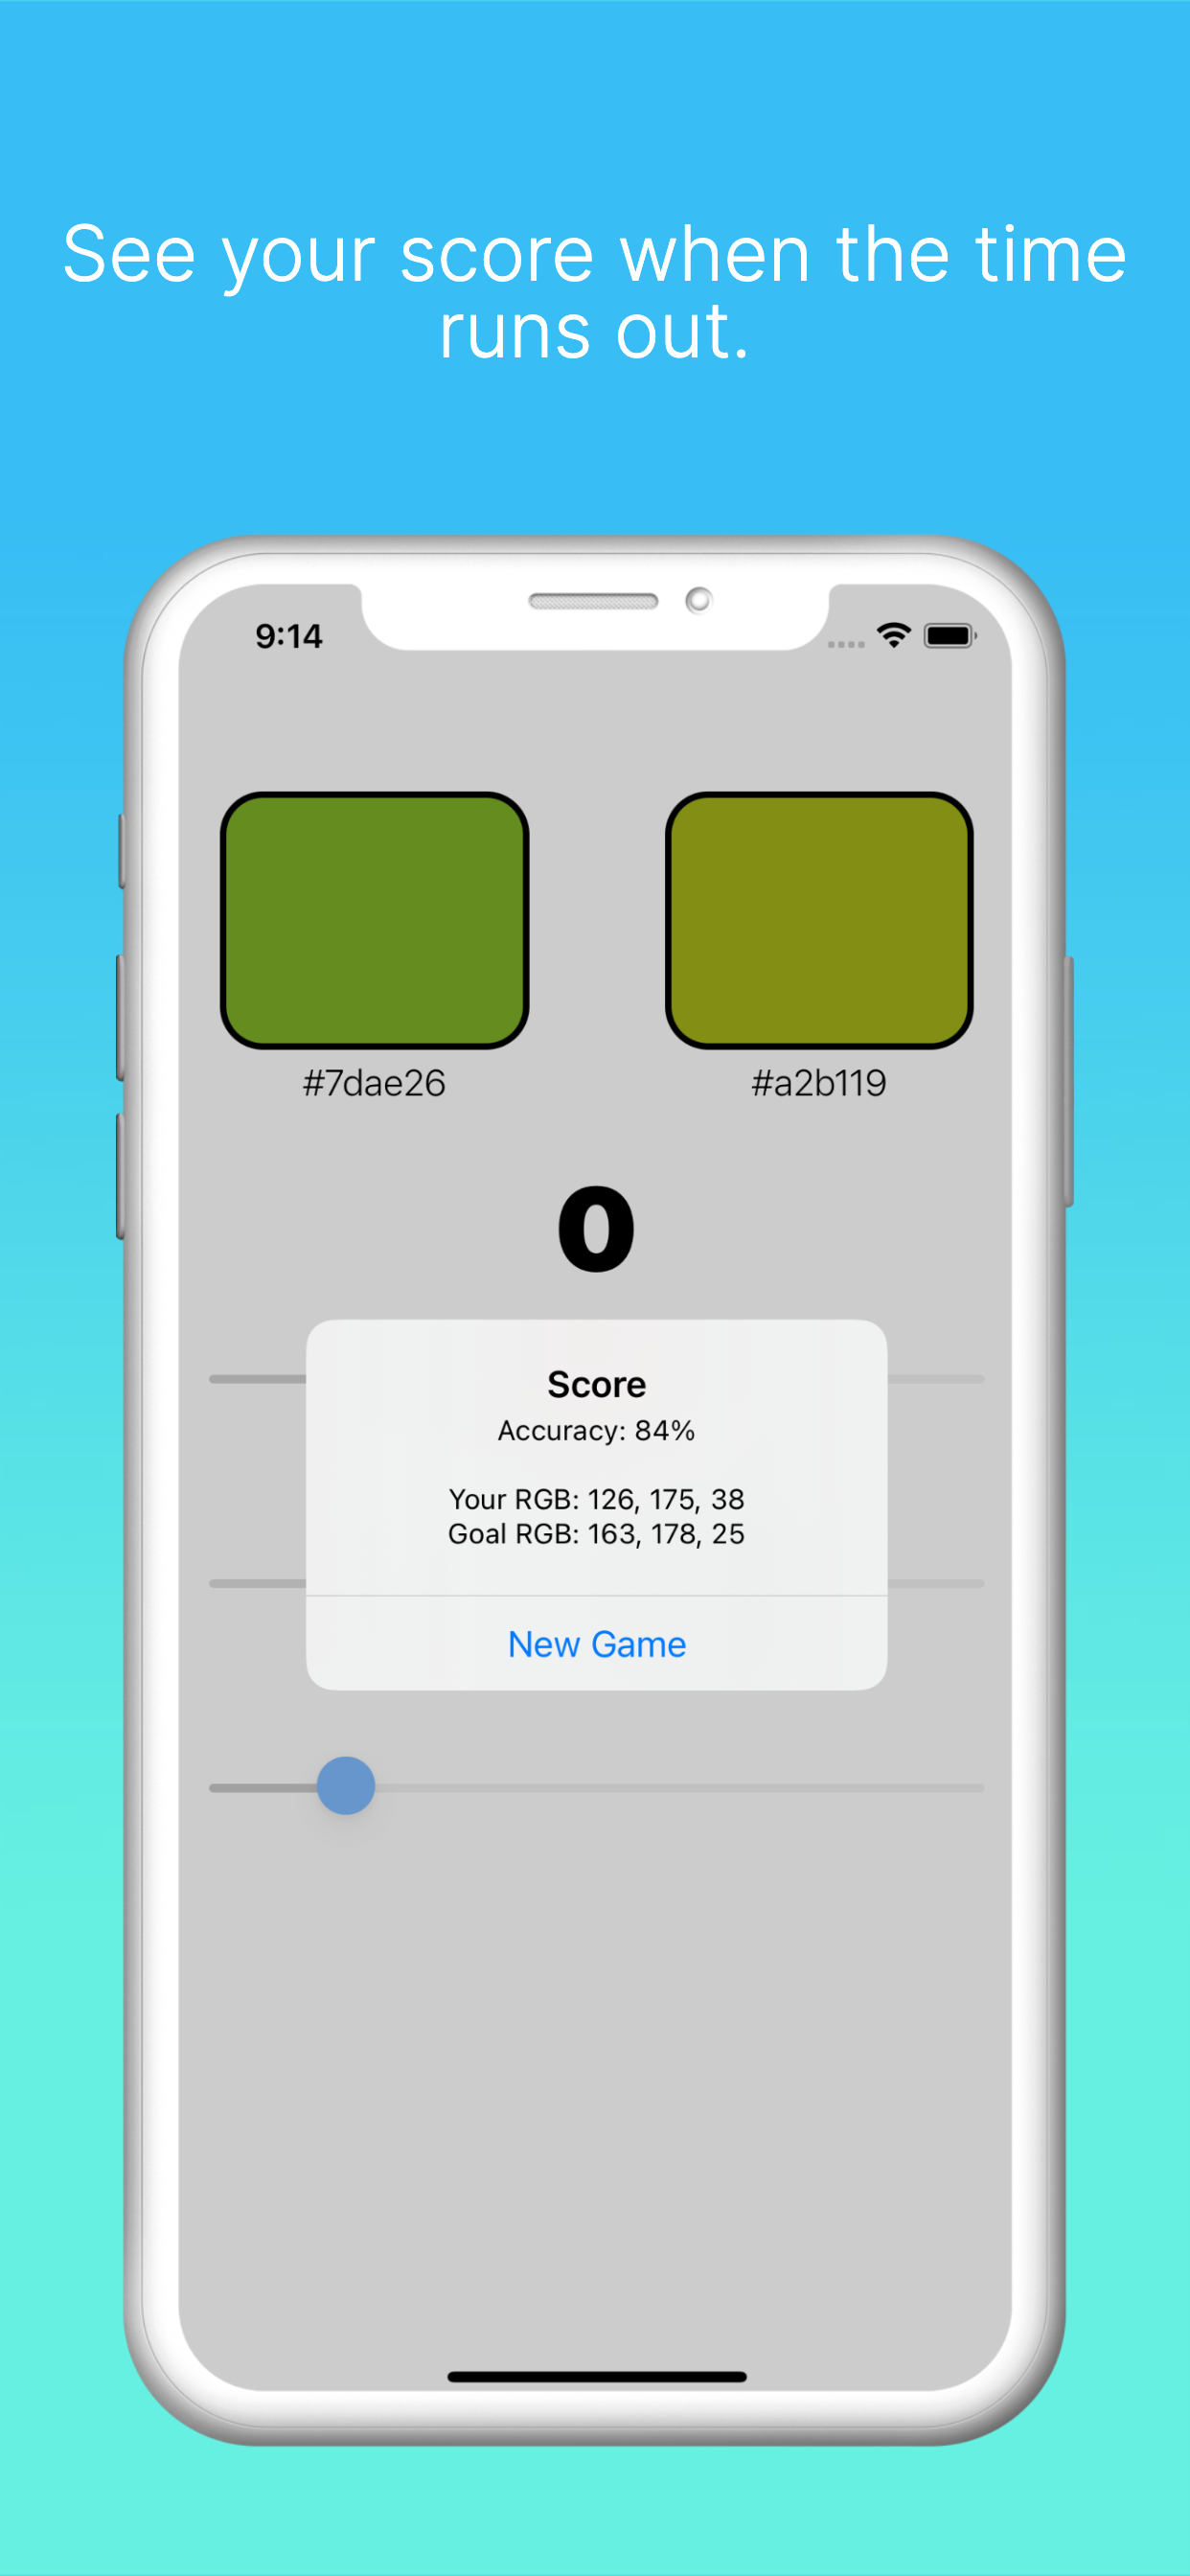 See your score when the time
runs out.
9:14
#7dae26
#a2b119
0
Score
Accuracy: 84%
Your RGB: 126, 175, 38
Goal RGB: 163, 178, 25
New Game